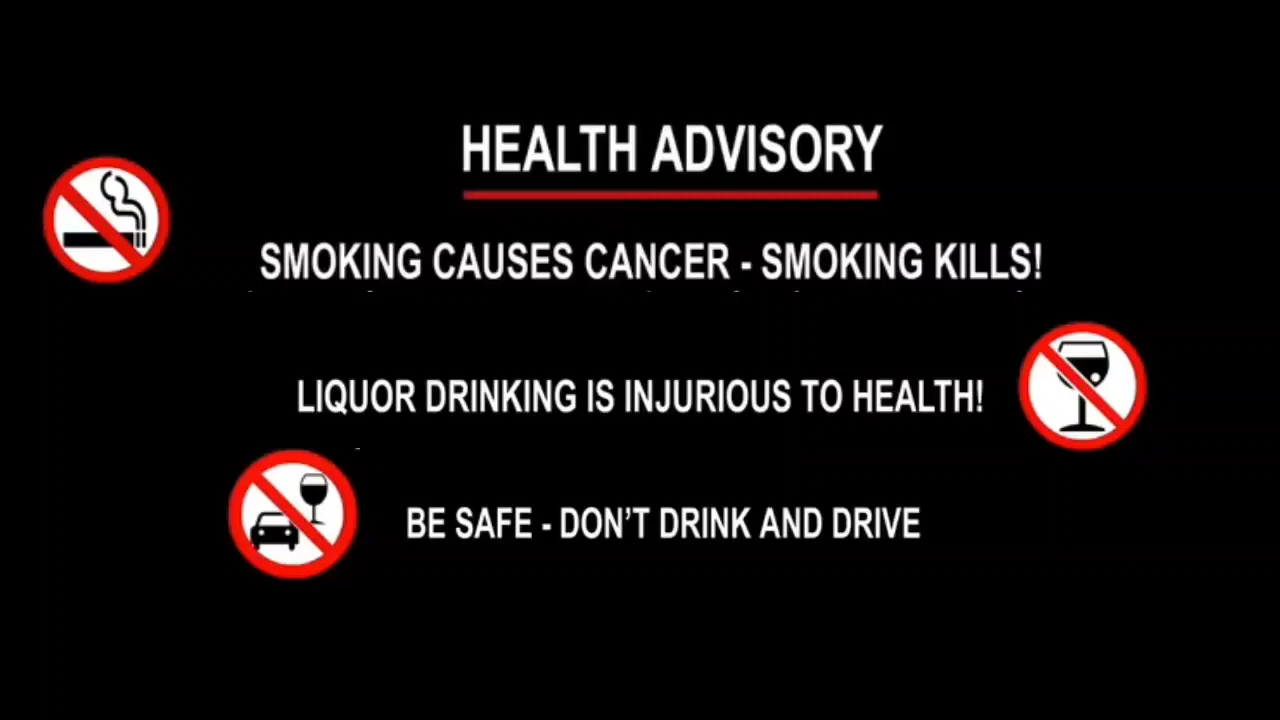 HEALTH ADVISORY
SMOKING CAUSES CANCER - SMOKING KILLS!
LIQUOR DRINKING IS INJURIOUS TO HEALTH!
BE SAFE - DON’T DRINK AND DRIVE